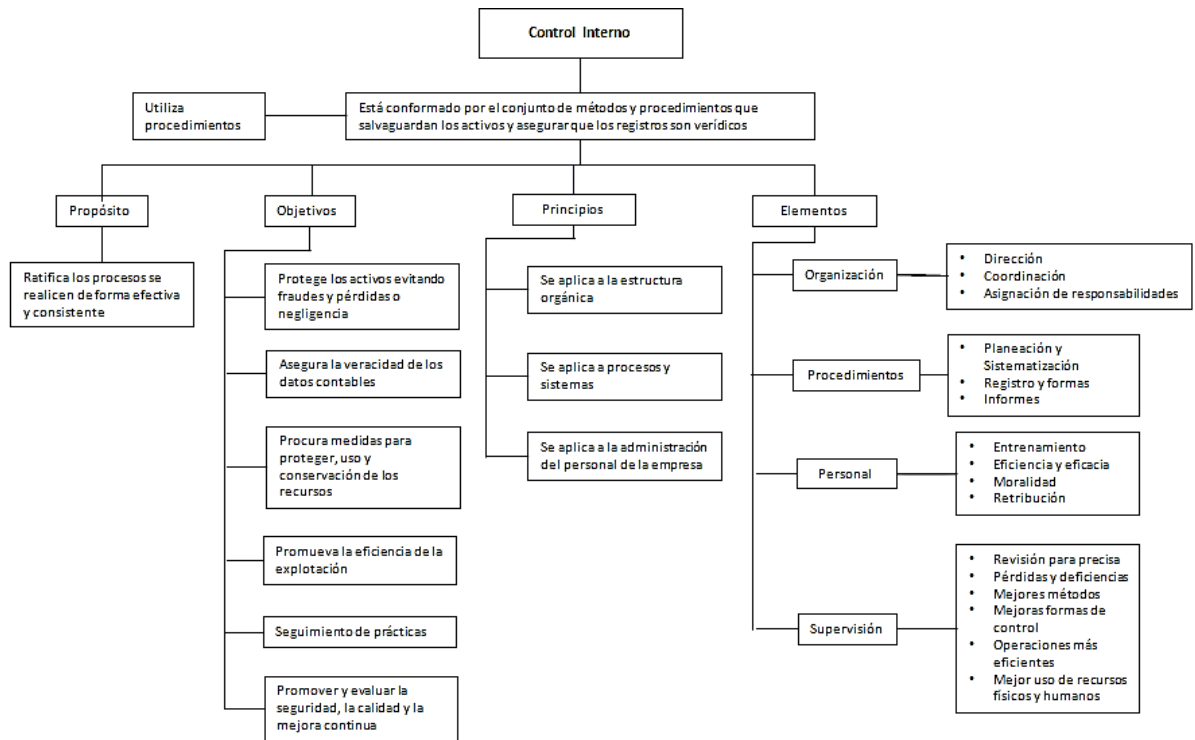 Control Interno
Utiliza
procedimientos
Está conformado por el conjunto de métodos y procedimientos que
salvaguardan los activos y asegurar que los registros son verídicos
Propósito
Ratifica los procesos se
realicen de forma efectiva
y consistente
Objetivos
Protege los activos evitando
fraudes y pérdidas o
negligencia
Asegura la veracidad de los
datos contables
Procura medidas para
proteger, uso y
conservación de los
recursos
Promueva la eficiencia de la
explotación
Seguimiento de prácticas
Promover y evaluar la
seguridad, la calidad y la
mejora continua
Principios
Se aplica a la estructura
orgánica
Se aplica a procesos y
sistemas
Se aplica a la administración
del personal de la empresa
Elementos
Organización
• Dirección
• Coordinación
• Asignación de responsabilidades
Procedimientos
• Planeación y
Sistematización
• Registro y formas
• Informes
Personal
• Entrenamiento
• Eficiencia y eficacia
• Moralidad
• Retribución
Supervisión
• Revisión para precisa
• Pérdidas y deficiencias
• Mejores métodos
• Mejoras formas de
control
• Operaciones más
eficientes
• Mejor uso de recursos
físicos y humanos